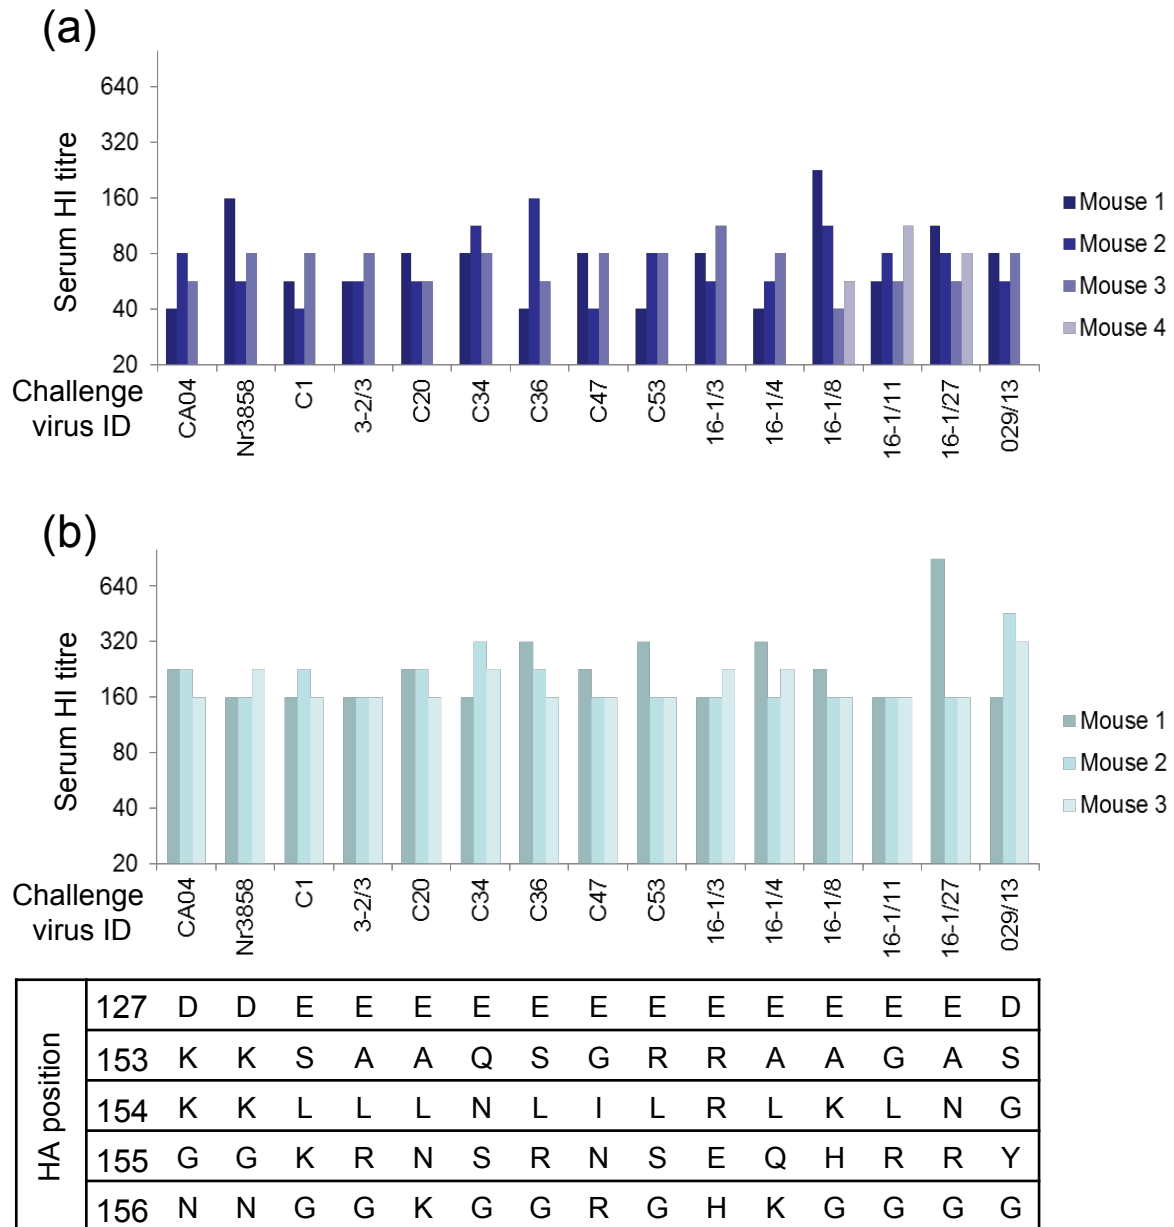 (a)
Serum HI titre
640
320
160
80
40
20
Mouse 1
Mouse 2
Mouse 3
Mouse 4
Challenge
virus ID
CA04 Nr3858 C1 3-2/3 C20 C34 C36 C47 C53 16-1/3 16-1/4 16-1/8 16-1/11 16-1/27 029/13
(b)
Serum HI titre
640
320
160
80
40
20
Mouse 1
Mouse 2
Mouse 3
Challenge
virus ID
CA04 Nr3858 C1 3-2/3 C20 C34 C36 C47 C53 16-1/3 16-1/4 16-1/8 16-1/11 16-1/27 029/13
HA position
127 D D E E E E E E E E E E E E D
153 K K S A A Q S G R R A A G A S
154 K K L L L N L I L R L K L N G
155 G G K R N S R N S E Q H R R Y
156 N N G G K G G R G H K G G G G